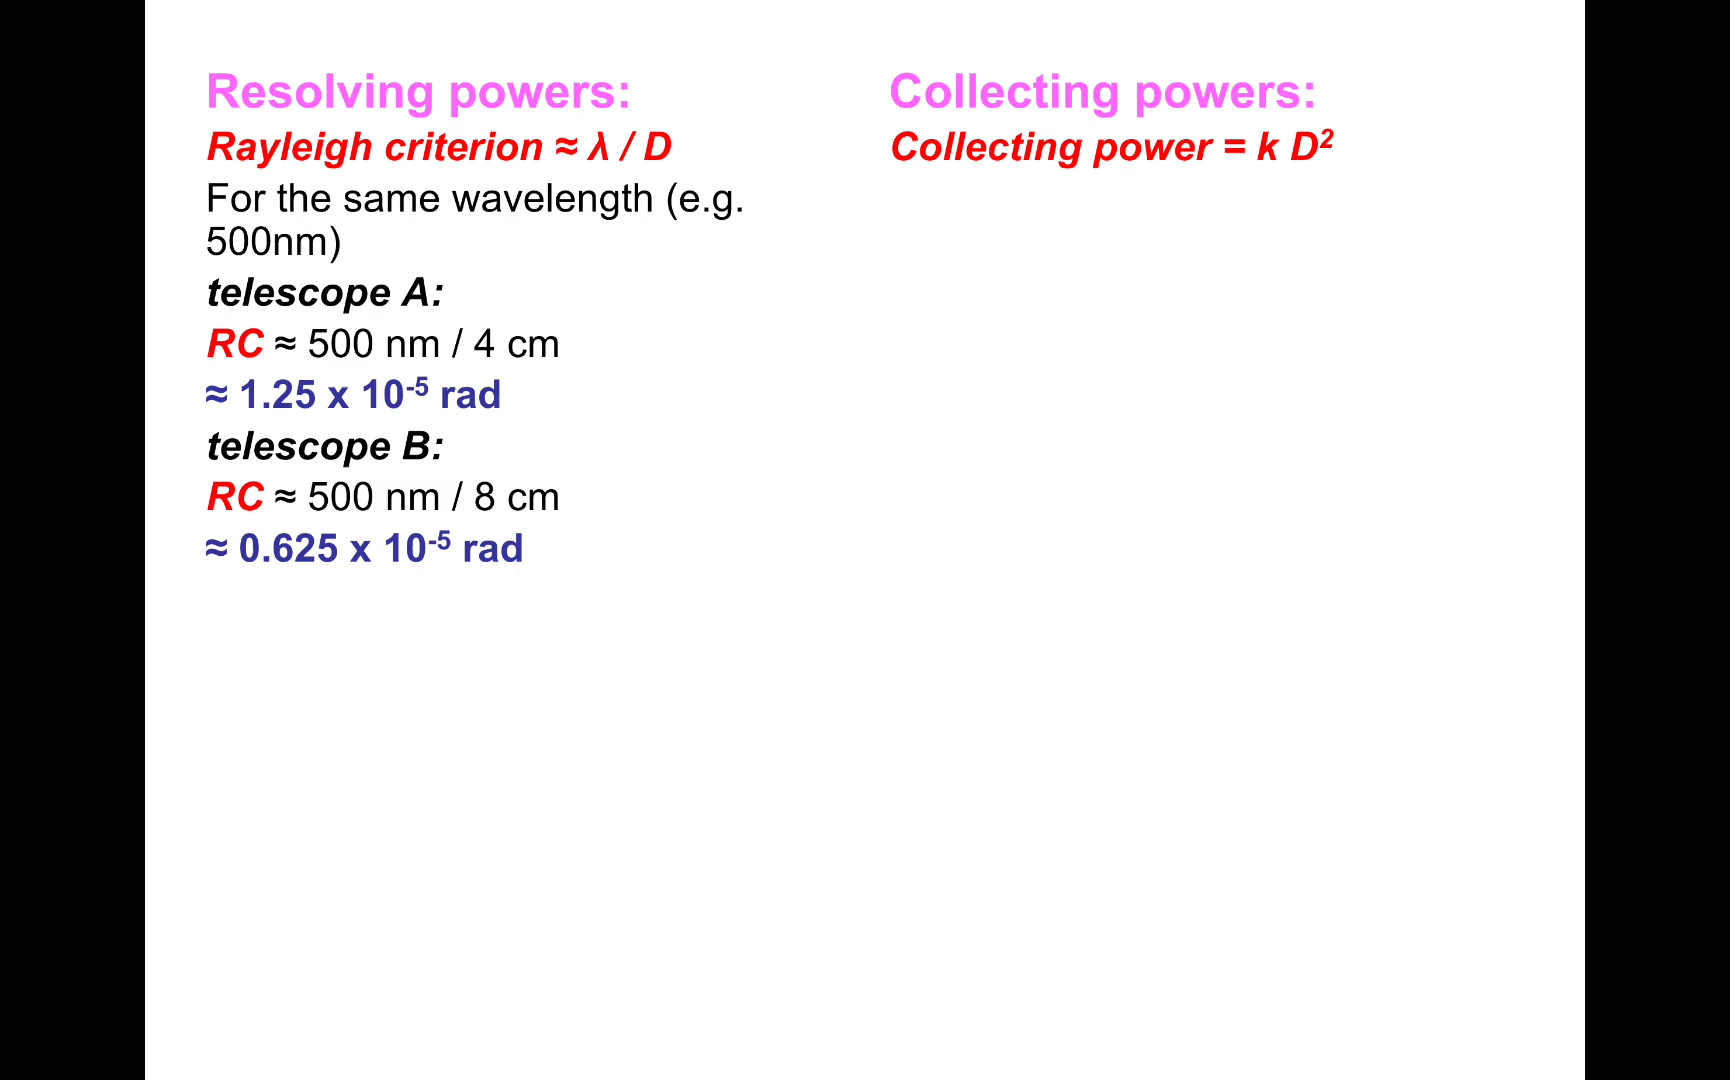 Resolving powers:
Rayleigh criterion ≈ λ / D
For the same wavelength (e.g.
500nm)
telescope A:
RC ≈ 500 nm / 4 cm
≈ 1.25 x 10⁻⁵ rad
telescope B:
RC ≈ 500 nm / 8 cm
≈ 0.625 x 10⁻⁵ rad
Collecting powers:
Collecting power = k D²